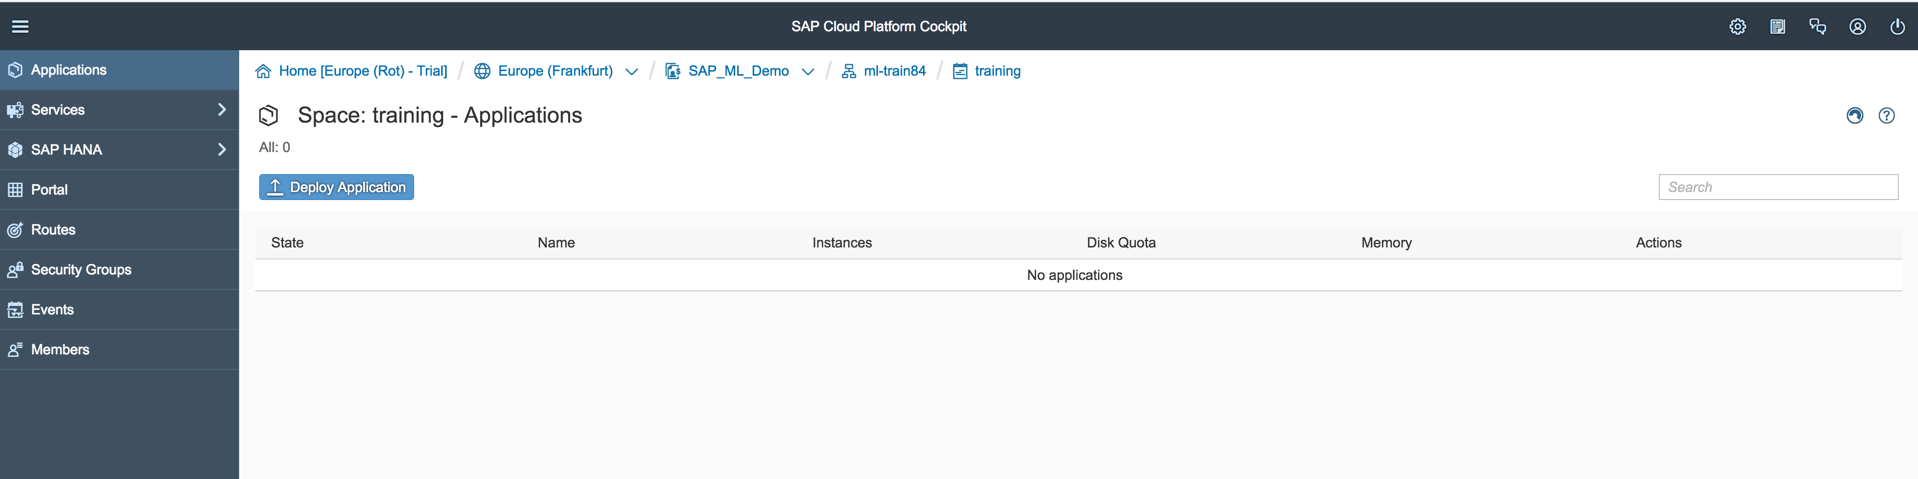 SAP Cloud Platform Cockpit
Applications
Services
SAP HANA
Portal
Routes
Security Groups
Events
Members
Home [Europe (Rot) - Trial] / Europe (Frankfurt) / SAP_ML_Demo / ml-train84 / training
Space: training - Applications
All: 0
Deploy Application
Search
State Name Instances Disk Quota Memory Actions
No applications